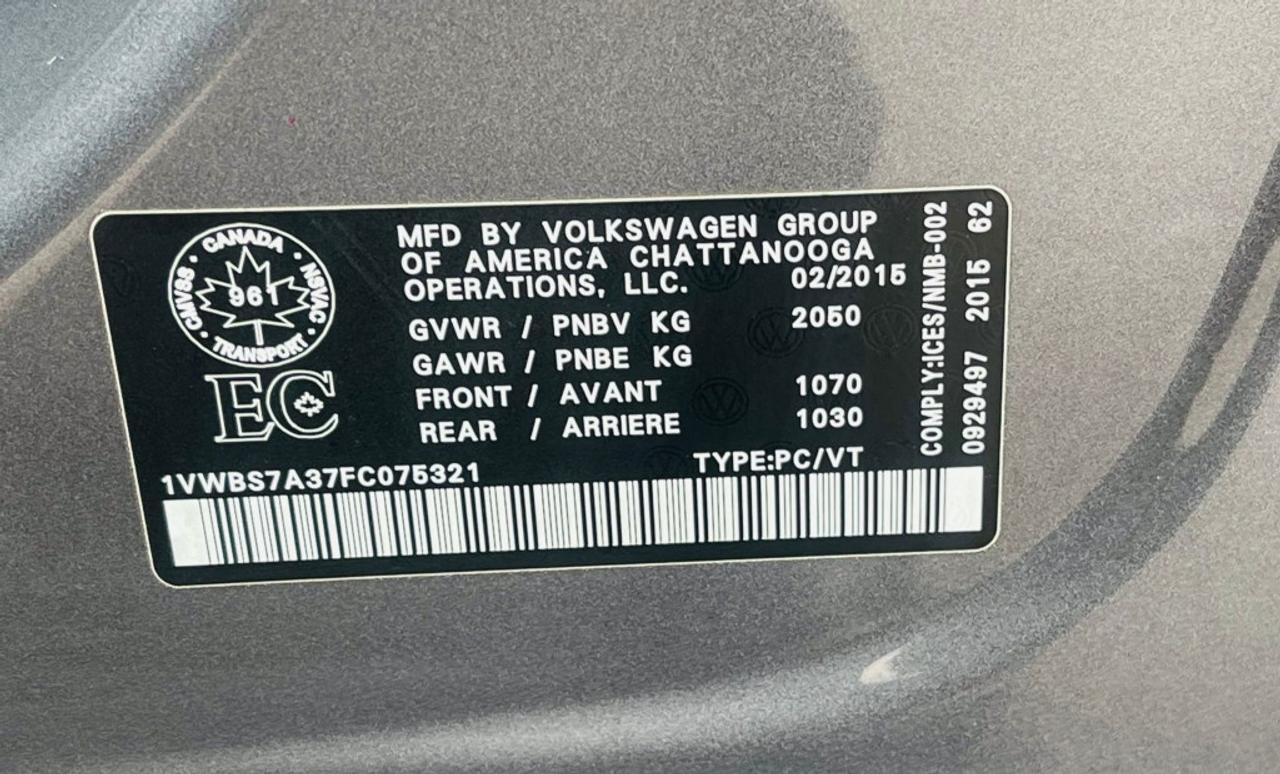 CANADA
CMVSS · NSVAC
961
TRANSPORT
EC
MFD BY VOLKSWAGEN GROUP
OF AMERICA CHATTANOOGA
OPERATIONS, LLC. 02/2015
GVWR / PNBV KG 2050
GAWR / PNBE KG
FRONT / AVANT 1070
REAR / ARRIERE 1030
1VWBS7A37FC075321 TYPE:PC/VT
COMPLY:ICES/NMB-002
0929497 2015 62